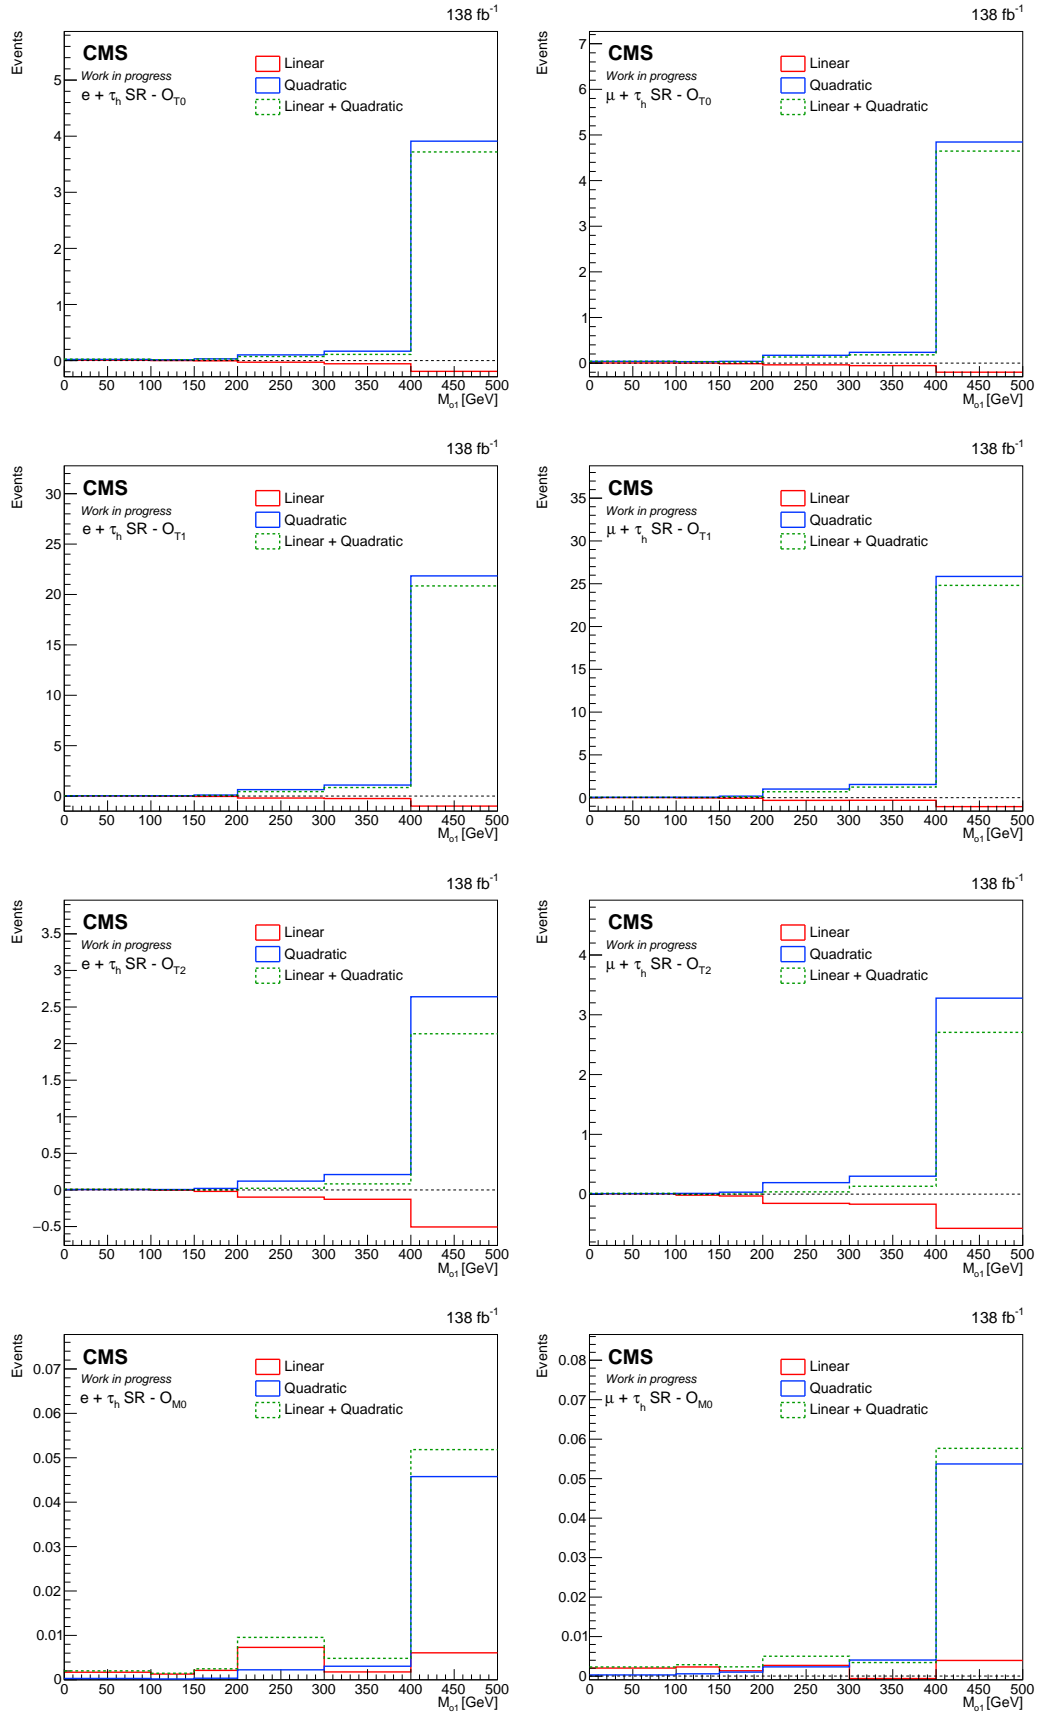 138 fb-1
Events
CMS
Work in progress
e + τh SR - OT0
Linear
Quadratic
Linear + Quadratic
5
4
3
2
1
0
0 50 100 150 200 250 300 350 400 450 500
Mo1 [GeV]
138 fb-1
Events
CMS
Work in progress
μ + τh SR - OT0
Linear
Quadratic
Linear + Quadratic
7
6
5
4
3
2
1
0
0 50 100 150 200 250 300 350 400 450 500
Mo1 [GeV]
138 fb-1
Events
CMS
Work in progress
e + τh SR - OT1
Linear
Quadratic
Linear + Quadratic
30
25
20
15
10
5
0
0 50 100 150 200 250 300 350 400 450 500
Mo1 [GeV]
138 fb-1
Events
CMS
Work in progress
μ + τh SR - OT1
Linear
Quadratic
Linear + Quadratic
35
30
25
20
15
10
5
0
0 50 100 150 200 250 300 350 400 450 500
Mo1 [GeV]
138 fb-1
Events
CMS
Work in progress
e + τh SR - OT2
Linear
Quadratic
Linear + Quadratic
3.5
3
2.5
2
1.5
1
0.5
0
−0.5
0 50 100 150 200 250 300 350 400 450 500
Mo1 [GeV]
138 fb-1
Events
CMS
Work in progress
μ + τh SR - OT2
Linear
Quadratic
Linear + Quadratic
4
3
2
1
0
0 50 100 150 200 250 300 350 400 450 500
Mo1 [GeV]
138 fb-1
Events
CMS
Work in progress
e + τh SR - OM0
Linear
Quadratic
Linear + Quadratic
0.07
0.06
0.05
0.04
0.03
0.02
0.01
0
0 50 100 150 200 250 300 350 400 450 500
Mo1 [GeV]
138 fb-1
Events
CMS
Work in progress
μ + τh SR - OM0
Linear
Quadratic
Linear + Quadratic
0.08
0.07
0.06
0.05
0.04
0.03
0.02
0.01
0
0 50 100 150 200 250 300 350 400 450 500
Mo1 [GeV]